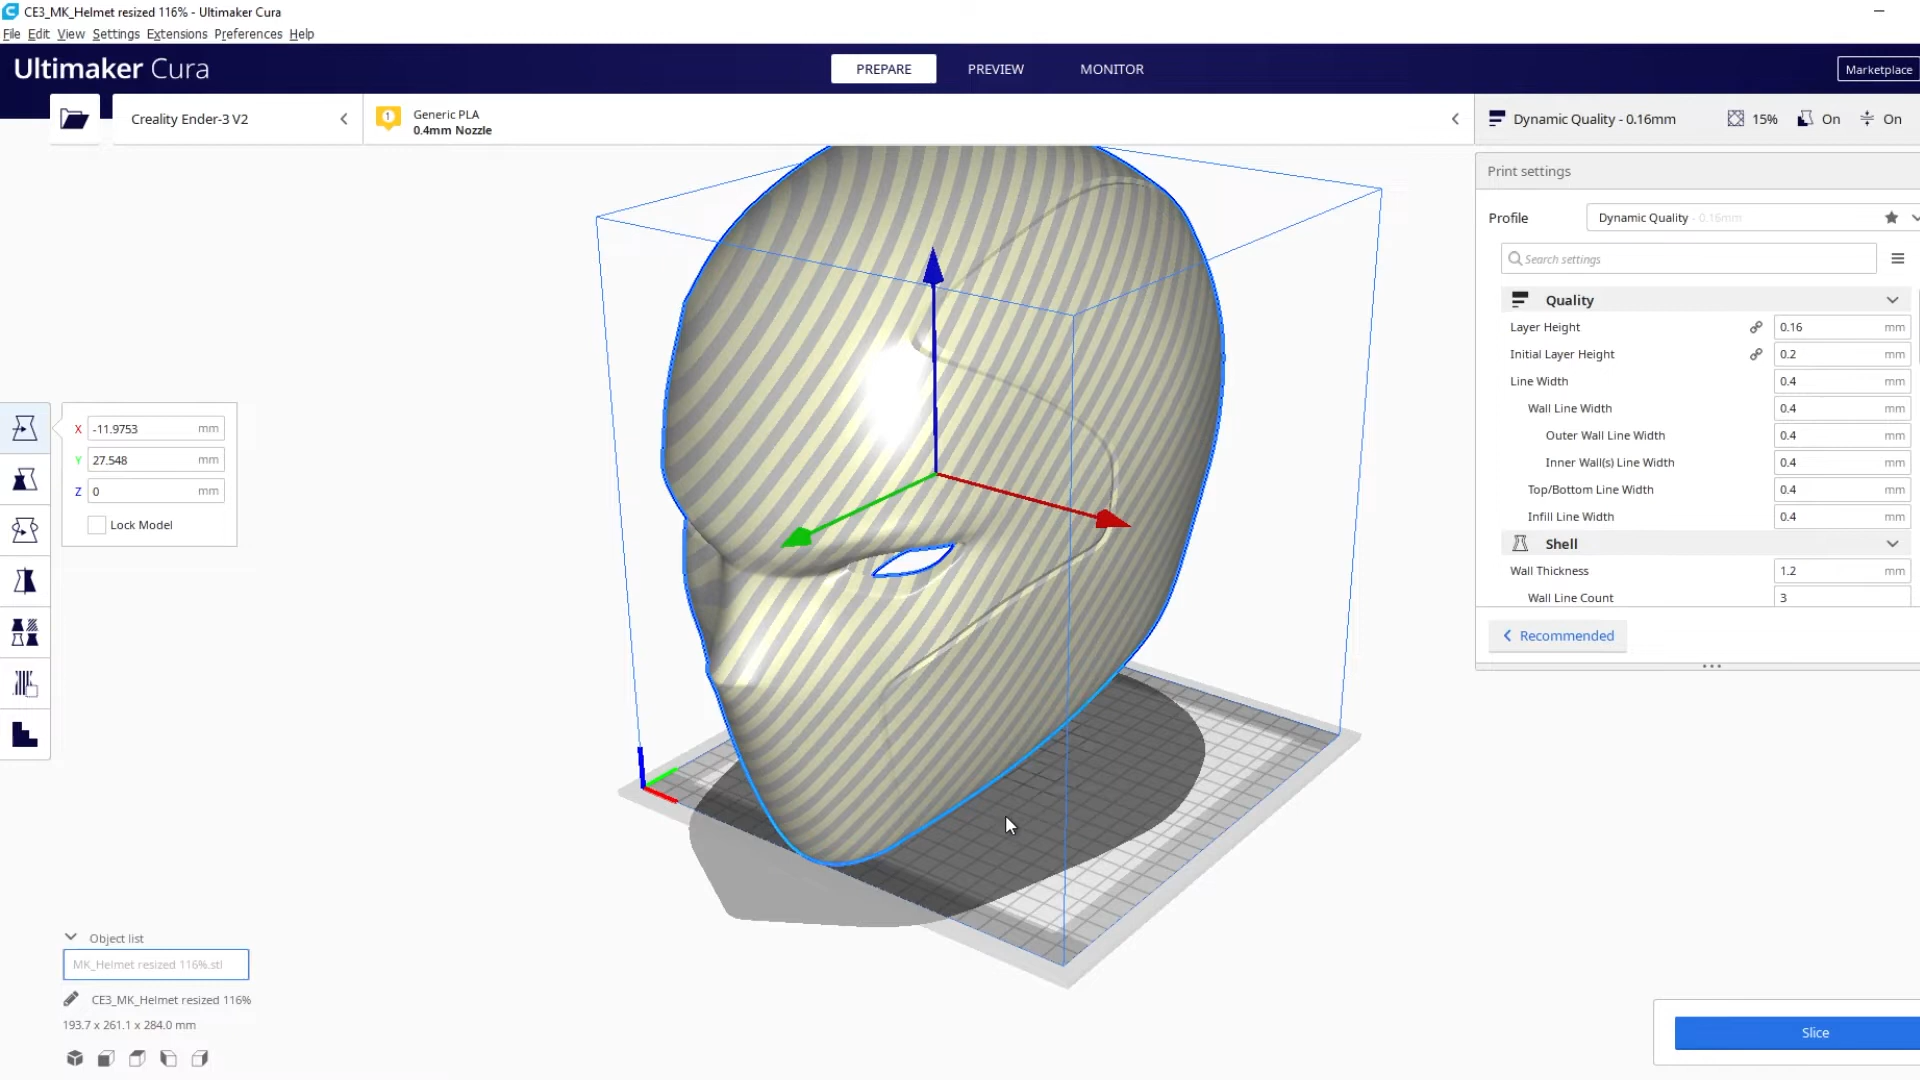 CE3_MK_Helmet resized 116% - Ultimaker Cura
File Edit View Settings Extensions Preferences Help
Ultimaker Cura
PREPARE PREVIEW MONITOR
Marketplace
Creality Ender-3 V2
1
Generic PLA
0.4mm Nozzle
Dynamic Quality - 0.16mm
15%
On
On
Print settings
Profile
Dynamic Quality - 0.16mm
Search settings
Quality
Layer Height 0.16 mm
Initial Layer Height 0.2 mm
Line Width 0.4 mm
Wall Line Width 0.4 mm
Outer Wall Line Width 0.4 mm
Inner Wall(s) Line Width 0.4 mm
Top/Bottom Line Width 0.4 mm
Infill Line Width 0.4 mm
Shell
Wall Thickness 1.2 mm
Wall Line Count 3
Recommended
X -11.9753 mm
Y 27.548 mm
Z 0 mm
Lock Model
Object list
MK_Helmet resized 116%.stl
CE3_MK_Helmet resized 116%
193.7 x 261.1 x 284.0 mm
Slice